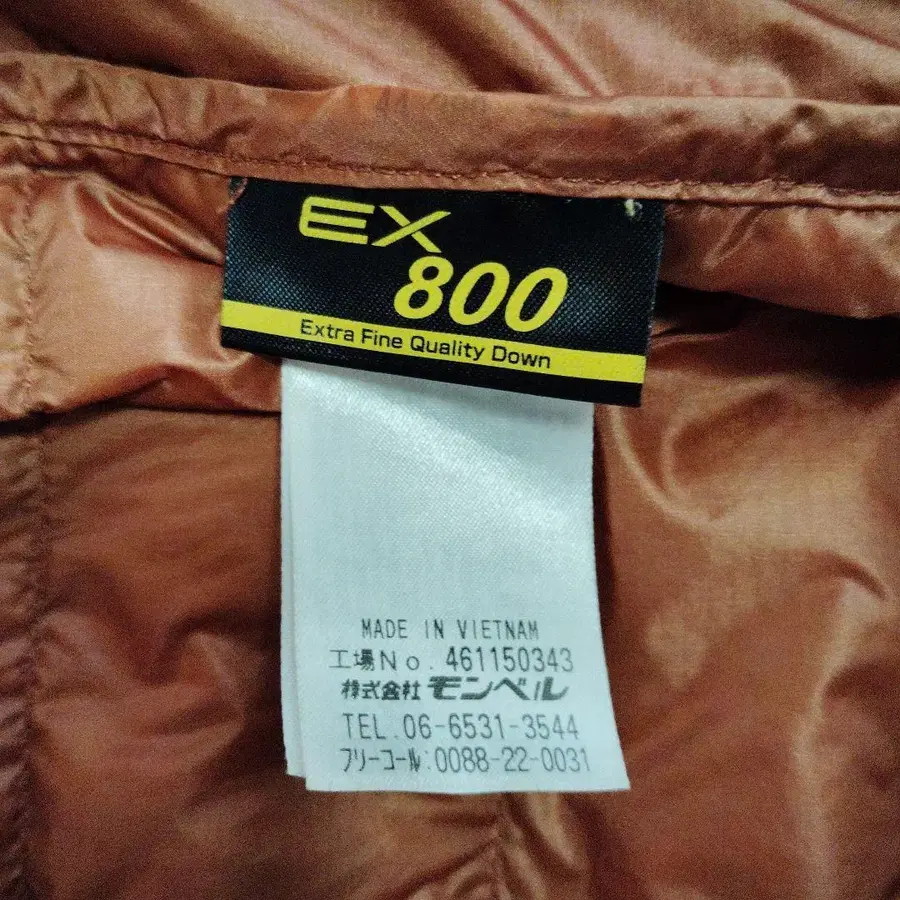 EX
800
Extra Fine Quality Down
MADE IN VIETNAM
工場No. 461150343
株式会社 モンベル
TEL.06-6531-3544
フリーコール:0088-22-0031